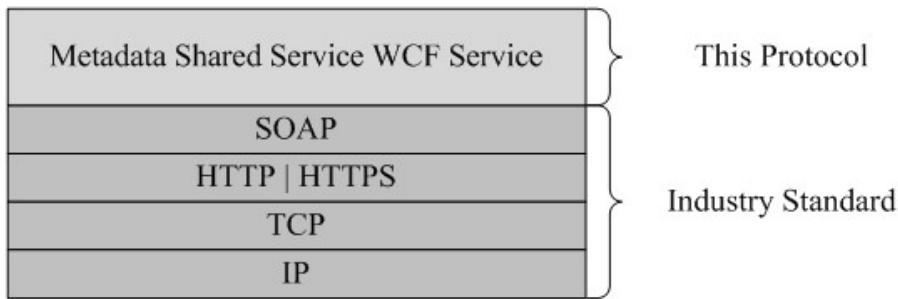 Metadata Shared Service WCF Service
This Protocol
SOAP
HTTP | HTTPS
TCP
IP
Industry Standard